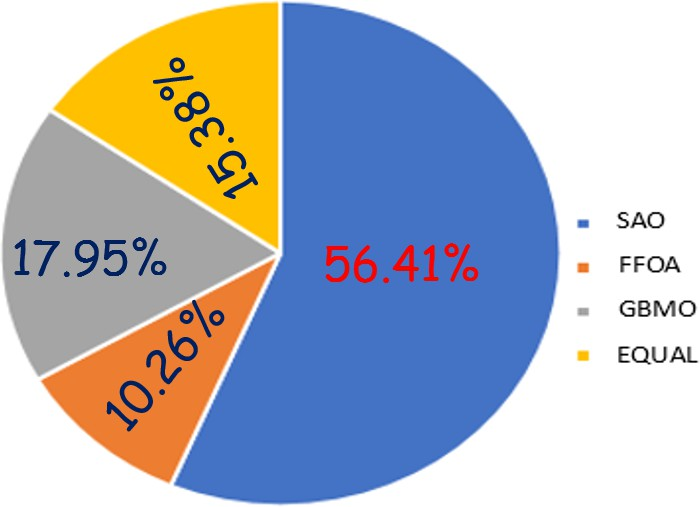 15.38%
17.95%
56.41%
10.26%
SAO
FFOA
GBMO
EQUAL